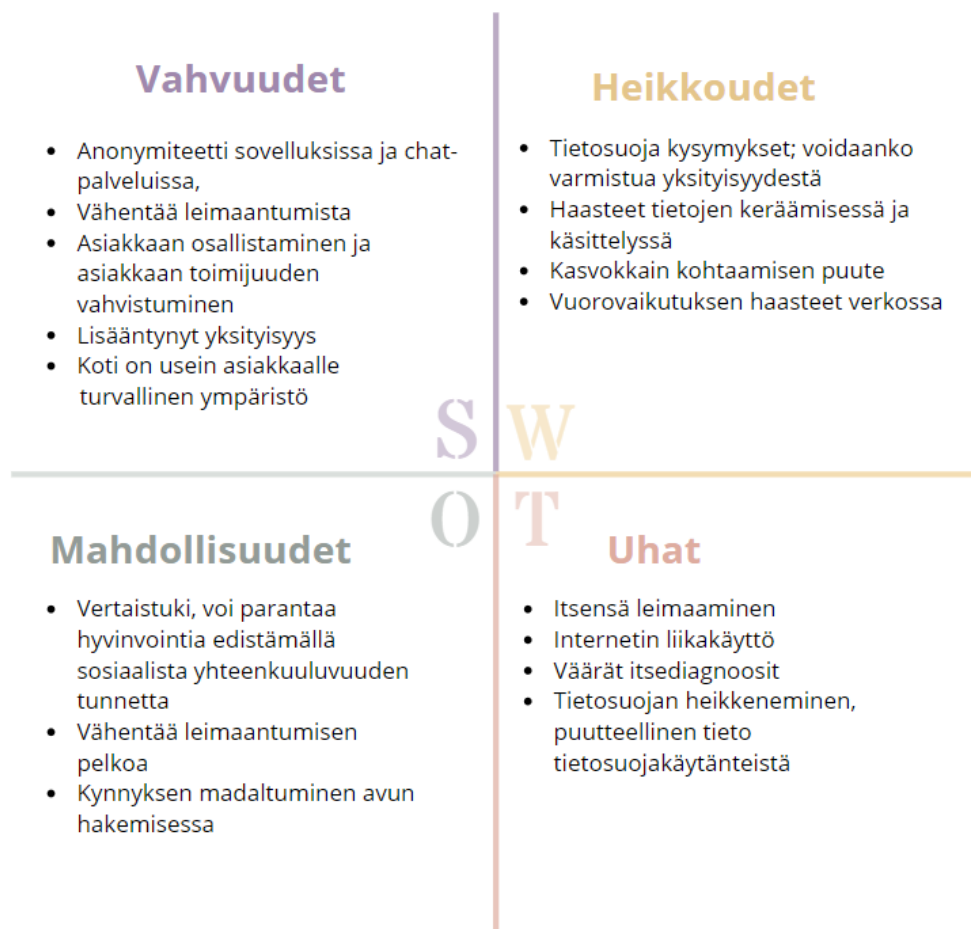 Vahvuudet
• Anonymiteetti sovelluksissa ja chat-
palveluissa,
• Vähentää leimaantumista
• Asiakkaan osallistaminen ja
asiakkaan toimijuuden
vahvistuminen
• Lisääntynyt yksityisyys
• Koti on usein asiakkaalle
turvallinen ympäristö
Heikkoudet
• Tietosuoja kysymykset; voidaanko
varmistua yksityisyydestä
• Haasteet tietojen keräämisessä ja
käsittelyssä
• Kasvokkain kohtaamisen puute
• Vuorovaikutuksen haasteet verkossa
S W
O T
Mahdollisuudet
• Vertaistuki, voi parantaa
hyvinvointia edistämällä
sosiaalista yhteenkuuluvuuden
tunnetta
• Vähentää leimaantumisen
pelkoa
• Kynnyksen madaltuminen avun
hakemisessa
Uhat
• Itsensä leimaaminen
• Internetin liikakäyttö
• Väärät itsediagnoosit
• Tietosuojan heikkeneminen,
puutteellinen tieto
tietosuojakäytänteistä